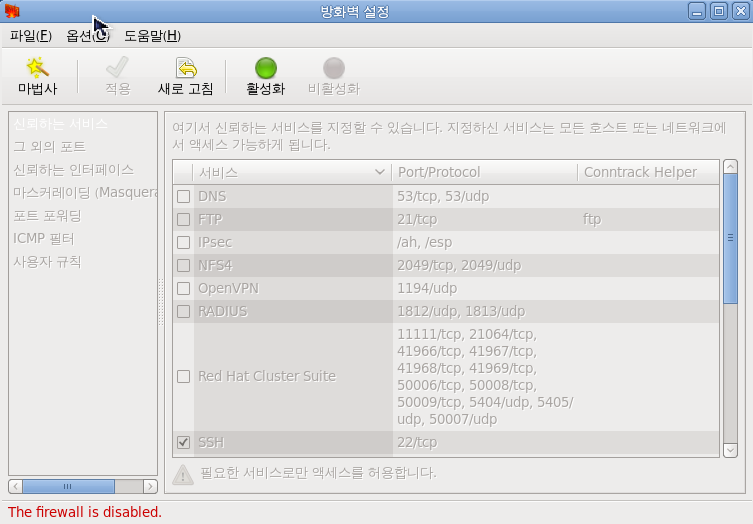 방화벽 설정
파일(F) 옵션(O) 도움말(H)
마법사 적용 새로 고침 활성화 비활성화
신뢰하는 서비스
그 외의 포트
신뢰하는 인터페이스
마스커레이딩 (Masquera
포트 포워딩
ICMP 필터
사용자 규칙
여기서 신뢰하는 서비스를 지정할 수 있습니다. 지정하신 서비스는 모든 호스트 또는 네트워크에
서 액세스 가능하게 됩니다.
서비스 Port/Protocol Conntrack Helper
DNS 53/tcp, 53/udp
FTP 21/tcp ftp
IPsec /ah, /esp
NFS4 2049/tcp, 2049/udp
OpenVPN 1194/udp
RADIUS 1812/udp, 1813/udp
Red Hat Cluster Suite
11111/tcp, 21064/tcp,
41966/tcp, 41967/tcp,
41968/tcp, 41969/tcp,
50006/tcp, 50008/tcp,
50009/tcp, 5404/udp, 5405/
udp, 50007/udp
SSH 22/tcp
필요한 서비스로만 액세스를 허용합니다.
The firewall is disabled.